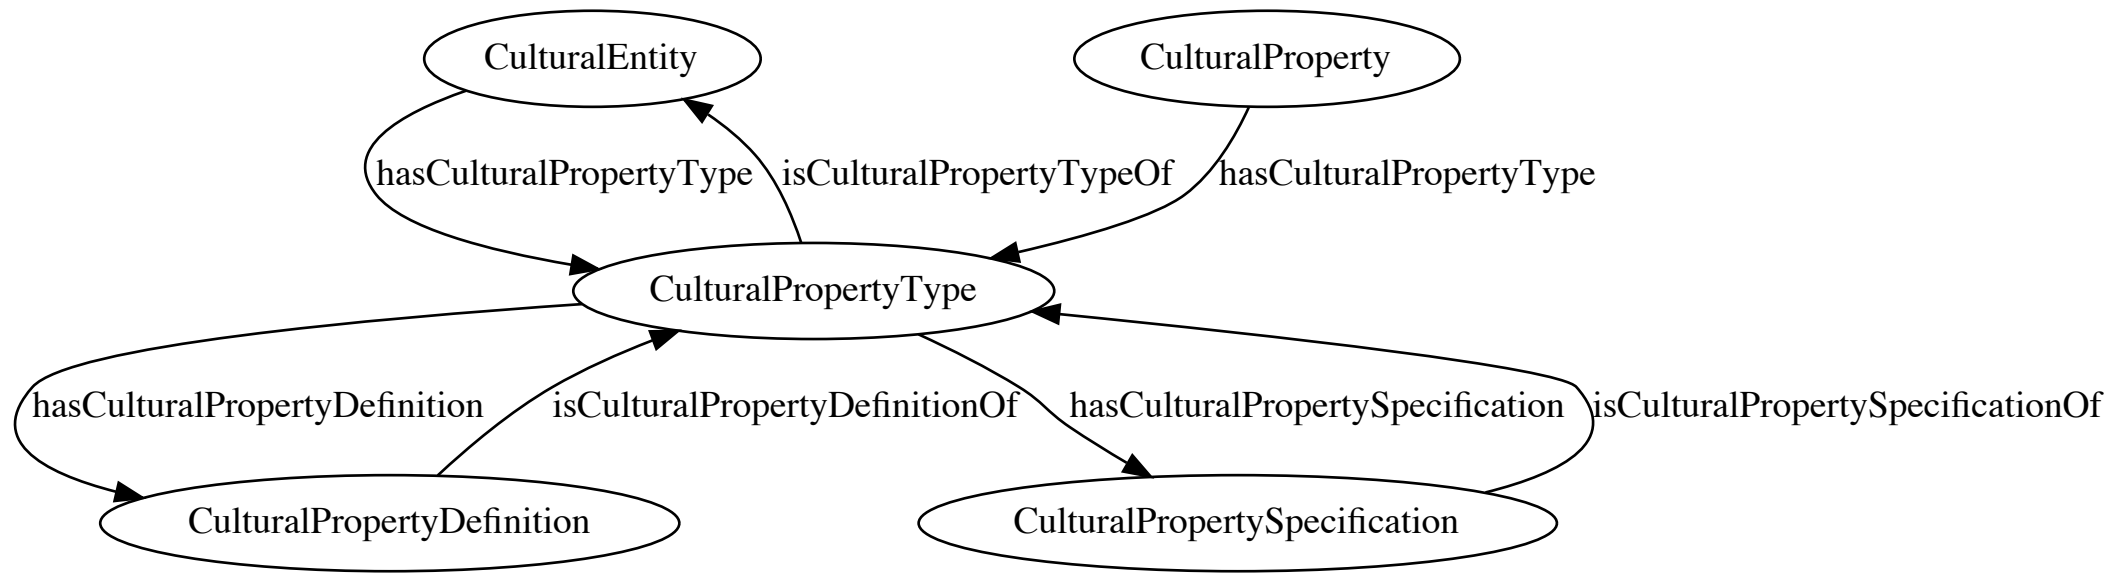 CulturalEntity
CulturalProperty
hasCulturalPropertyType
isCulturalPropertyTypeOf
hasCulturalPropertyType
CulturalPropertyType
hasCulturalPropertyDefinition
isCulturalPropertyDefinitionOf
hasCulturalPropertySpecification
isCulturalPropertySpecificationOf
CulturalPropertyDefinition
CulturalPropertySpecification